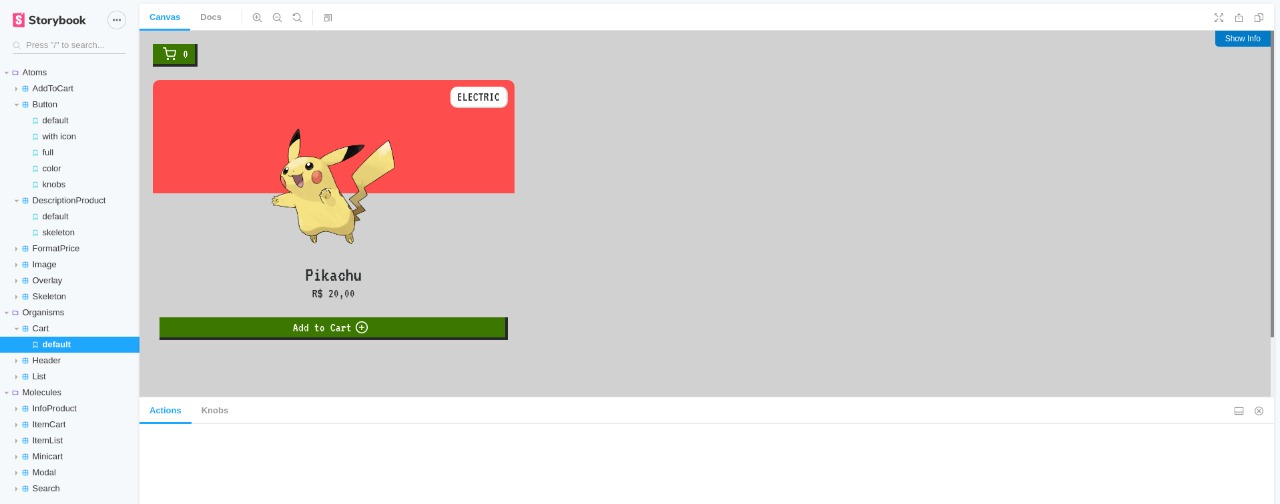 Storybook
Press "/" to search...
Atoms
AddToCart
Button
default
with icon
full
color
knobs
DescriptionProduct
default
skeleton
FormatPrice
Image
Overlay
Skeleton
Organisms
Cart
default
Header
List
Molecules
InfoProduct
ItemCart
ItemList
Minicart
Modal
Search
Canvas Docs
Show Info
0
ELECTRIC
Pikachu
R$ 20,00
Add to Cart
Actions Knobs